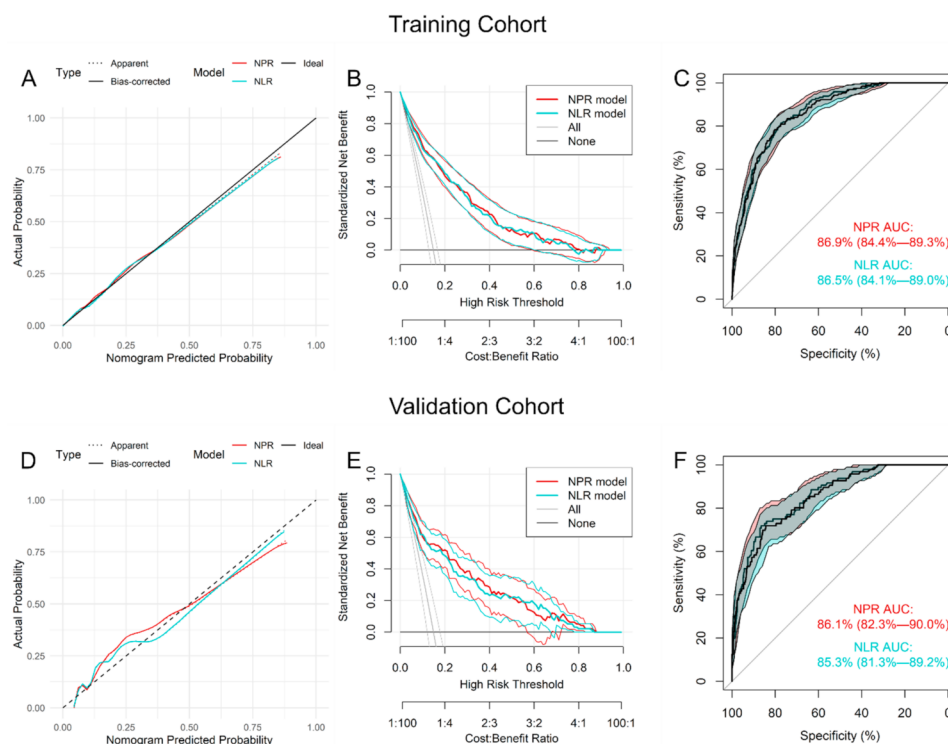 Training Cohort
A
Type
Apparent
Bias-corrected
Model
NPR
NLR
Ideal
Actual Probability
1.00
0.75
0.50
0.25
0.00
0.00 0.25 0.50 0.75 1.00
Nomogram Predicted Probability
B
NPR model
NLR model
All
None
Standardized Net Benefit
1.0
0.8
0.6
0.4
0.2
0.0
0.0 0.2 0.4 0.6 0.8 1.0
High Risk Threshold
1:100 1:4 2:3 3:2 4:1 100:1
Cost:Benefit Ratio
C
Sensitivity (%)
100
80
60
40
20
0
NPR AUC:
86.9% (84.4%—89.3%)
NLR AUC:
86.5% (84.1%—89.0%)
100 80 60 40 20 0
Specificity (%)
Validation Cohort
D
Type
Apparent
Bias-corrected
Model
NPR
NLR
Ideal
Actual Probability
1.00
0.75
0.50
0.25
0.00
0.00 0.25 0.50 0.75 1.00
Nomogram Predicted Probability
E
NPR model
NLR model
All
None
Standardized Net Benefit
1.0
0.8
0.6
0.4
0.2
0.0
0.0 0.2 0.4 0.6 0.8 1.0
High Risk Threshold
1:100 1:4 2:3 3:2 4:1 100:1
Cost:Benefit Ratio
F
Sensitivity (%)
100
80
60
40
20
0
NPR AUC:
86.1% (82.3%—90.0%)
NLR AUC:
85.3% (81.3%—89.2%)
100 80 60 40 20 0
Specificity (%)